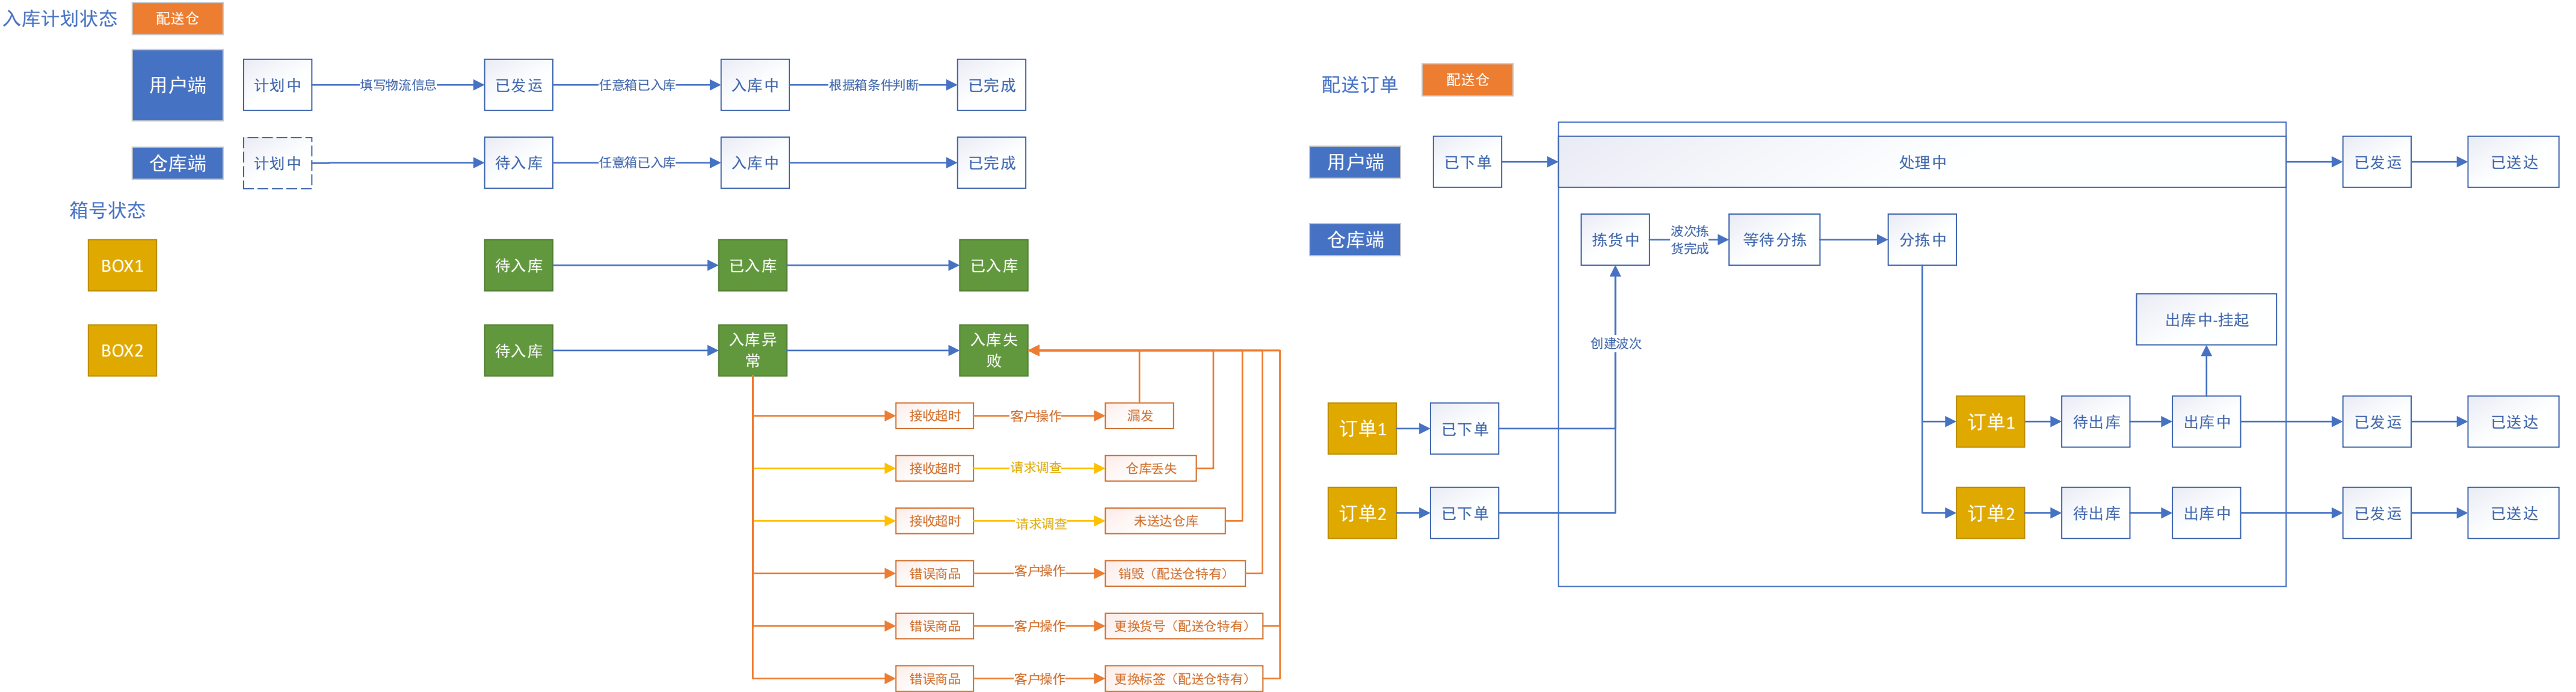 入库计划状态
配送仓
用户端
计划中
填写物流信息
已发运
任意箱已入库
入库中
根据箱条件判断
已完成
仓库端
计划中
待入库
任意箱已入库
入库中
已完成
箱号状态
BOX1
待入库
已入库
已入库
BOX2
待入库
入库异
常
入库失
败
接收超时
客户操作
漏发
接收超时
请求调查
仓库丢失
接收超时
请求调查
未送达仓库
错误商品
客户操作
销毁（配送仓特有）
错误商品
客户操作
更换货号（配送仓特有）
错误商品
客户操作
更换标签（配送仓特有）
配送订单
配送仓
用户端
已下单
处理中
已发运
已送达
仓库端
拣货中
波次拣
货完成
等待分拣
分拣中
出库中-挂起
创建波次
订单1
已下单
订单1
待出库
出库中
已发运
已送达
订单2
已下单
订单2
待出库
出库中
已发运
已送达